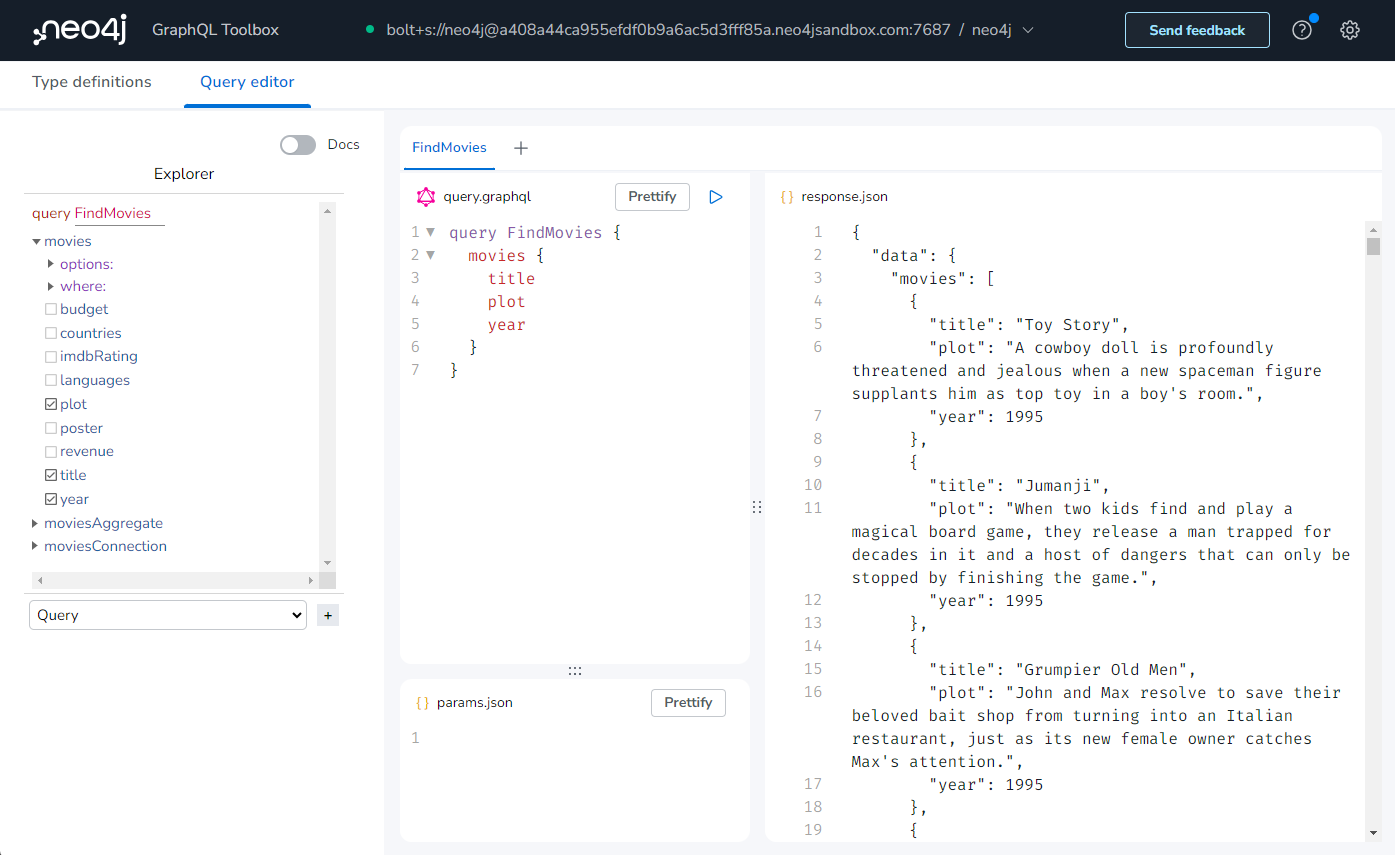 neo4j GraphQL Toolbox bolt+s://neo4j@a408a44ca955efdf0b9a6ac5d3fff85a.neo4jsandbox.com:7687 / neo4j Send feedback ?
Type definitions Query editor
Docs
Explorer
query FindMovies
movies
options:
where:
budget
countries
imdbRating
languages
plot
poster
revenue
title
year
moviesAggregate
moviesConnection
Query +
FindMovies +
query.graphql Prettify
1 query FindMovies {
2 movies {
3 title
4 plot
5 year
6 }
7 }
{} params.json Prettify
1
{} response.json
1 {
2 "data": {
3 "movies": [
4 {
5 "title": "Toy Story",
6 "plot": "A cowboy doll is profoundly
threatened and jealous when a new spaceman figure
supplants him as top toy in a boy's room.",
7 "year": 1995
8 },
9 {
10 "title": "Jumanji",
11 "plot": "When two kids find and play a
magical board game, they release a man trapped for
decades in it and a host of dangers that can only be
stopped by finishing the game.",
12 "year": 1995
13 },
14 {
15 "title": "Grumpier Old Men",
16 "plot": "John and Max resolve to save their
beloved bait shop from turning into an Italian
restaurant, just as its new female owner catches
Max's attention.",
17 "year": 1995
18 },
19 {